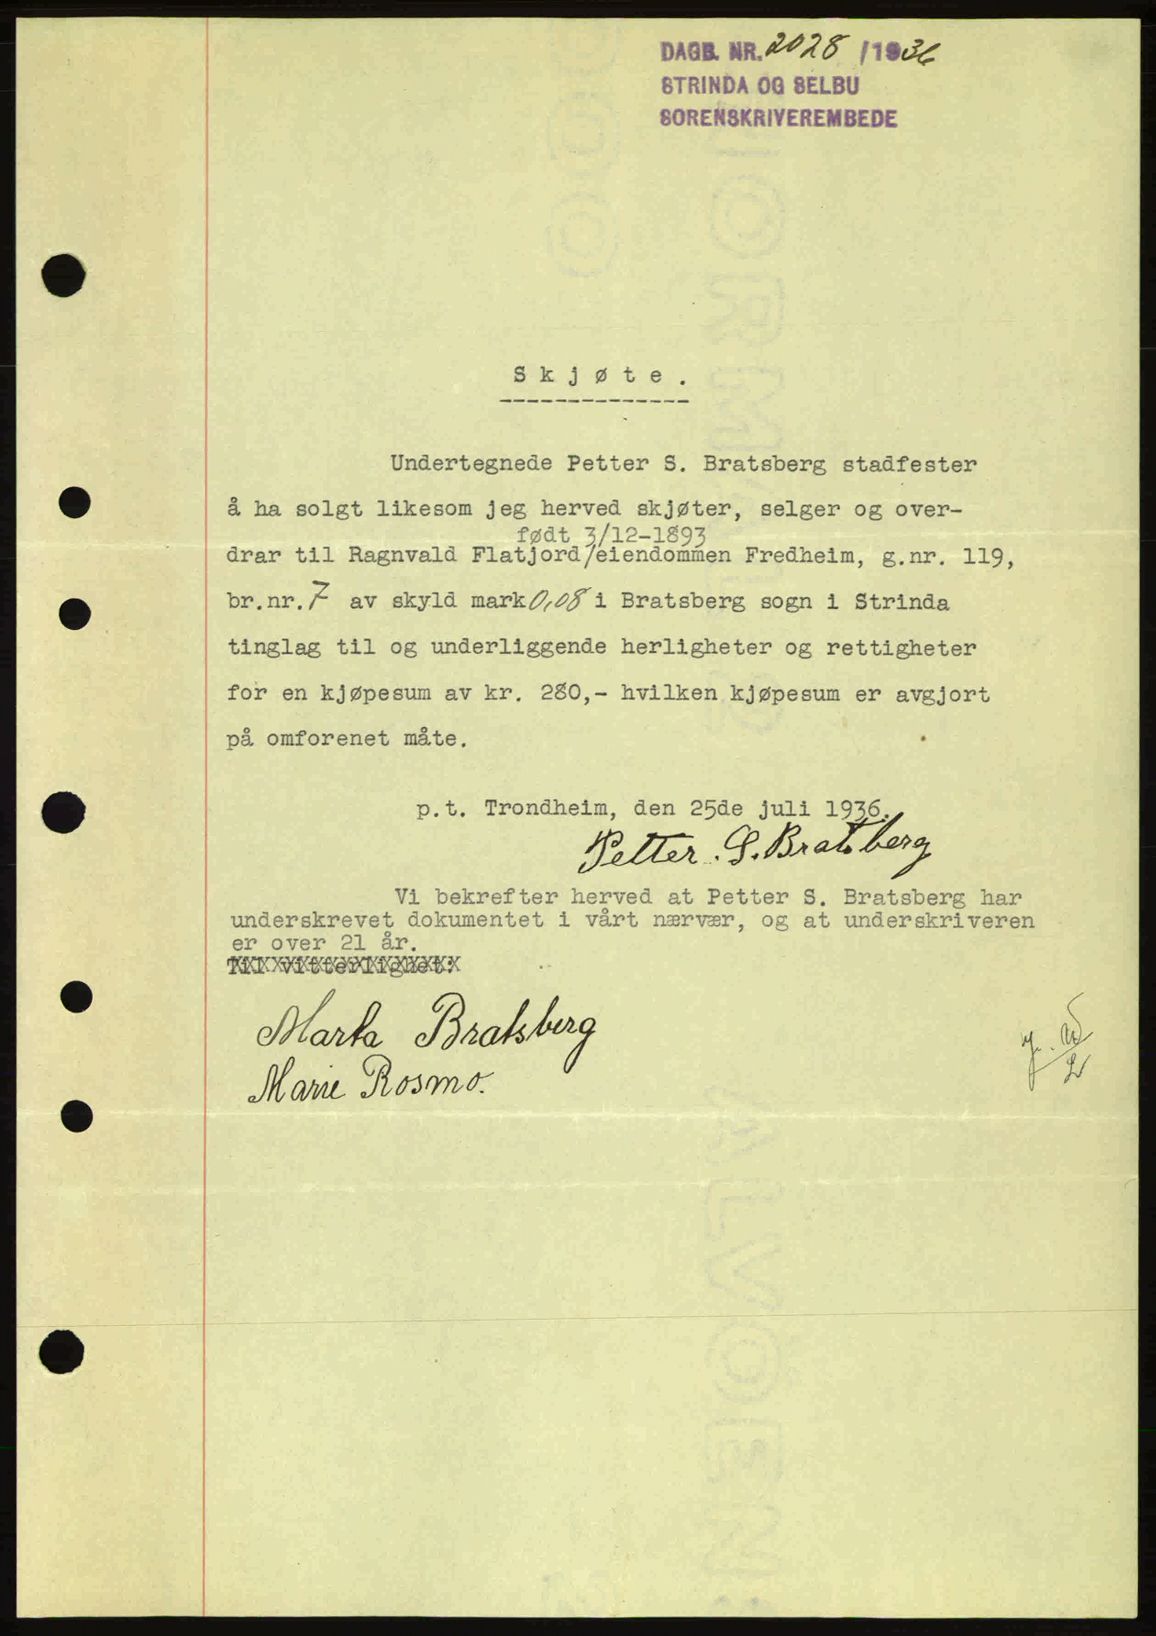 DAGB. NR. 2028 /1936
STRINDA OG SELBU
SORENSKRIVEREMBEDE
Skjøte.
Undertegnede Petter S. Bratsberg stadfester
å ha solgt likesom jeg herved skjøter, selger og over-
født 3/12-1893
drar til Ragnvald Flatjord/eiendommen Fredheim, g.nr. 119,
br.nr. 7 av skyld mark 0,08 i Bratsberg sogn i Strinda
tinglag til og underliggende herligheter og rettigheter
for en kjøpesum av kr. 280,- hvilken kjøpesum er avgjort
på omforenet måte.
p.t. Trondheim, den 25de juli 1936.
Petter. S. Bratsberg
Vi bekrefter herved at Petter S. Bratsberg har
underskrevet dokumentet i vårt nærvær, og at underskriveren
er over 21 år.
Til vitterlighet:
Marta Bratsberg
Marie Rosmo.